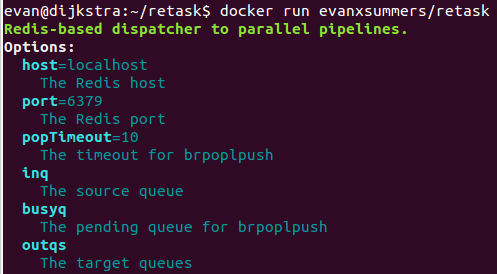 evan@dijkstra:~/retask$ docker run evanxsummers/retask
Redis-based dispatcher to parallel pipelines.
Options:
host=localhost
The Redis host
port=6379
The Redis port
popTimeout=10
The timeout for brpoplpush
inq
The source queue
busyq
The pending queue for brpoplpush
outqs
The target queues